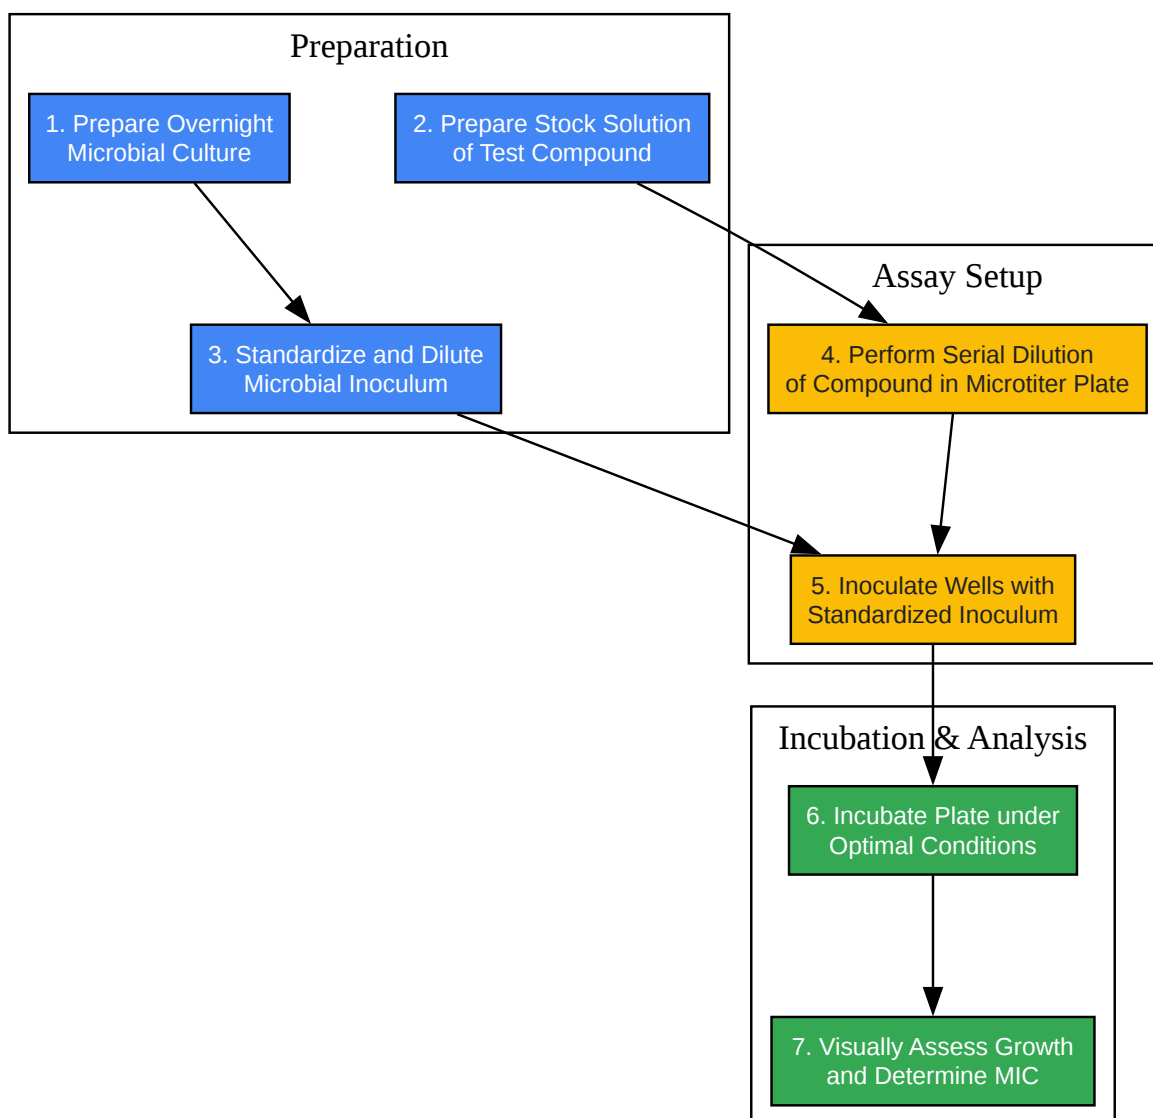 Preparation
1. Prepare Overnight
Microbial Culture
2. Prepare Stock Solution
of Test Compound
3. Standardize and Dilute
Microbial Inoculum
Assay Setup
4. Perform Serial Dilution
of Compound in Microtiter Plate
5. Inoculate Wells with
Standardized Inoculum
Incubation & Analysis
6. Incubate Plate under
Optimal Conditions
7. Visually Assess Growth
and Determine MIC